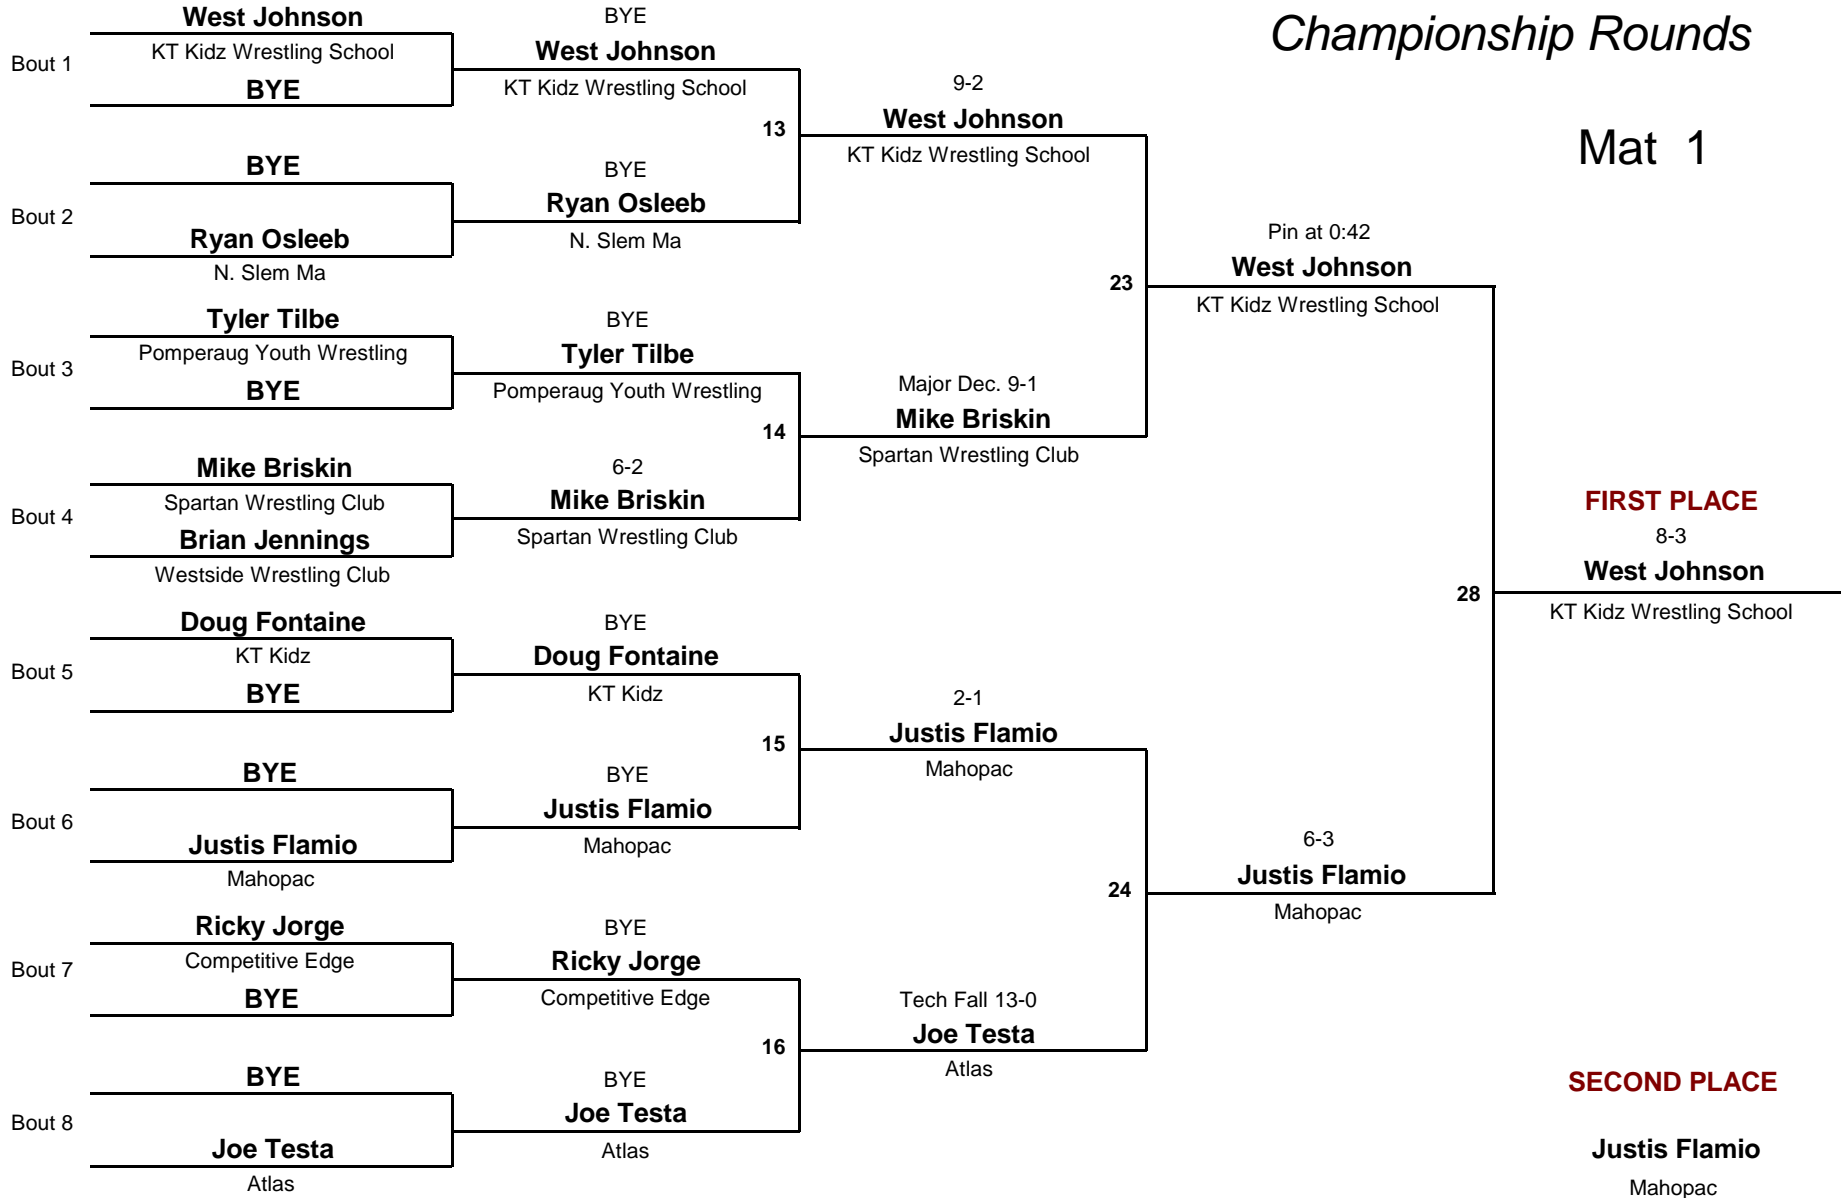 Championship Rounds
Mat 1
Bout 1
West Johnson
KT Kidz Wrestling School
BYE
Bout 2
BYE
Ryan Osleeb
N. Slem Ma
Bout 3
Tyler Tilbe
Pomperaug Youth Wrestling
BYE
Bout 4
Mike Briskin
Spartan Wrestling Club
Brian Jennings
Westside Wrestling Club
Bout 5
Doug Fontaine
KT Kidz
BYE
Bout 6
BYE
Justis Flamio
Mahopac
Bout 7
Ricky Jorge
Competitive Edge
BYE
Bout 8
BYE
Joe Testa
Atlas
BYE
West Johnson
KT Kidz Wrestling School
13
BYE
Ryan Osleeb
N. Slem Ma
BYE
Tyler Tilbe
Pomperaug Youth Wrestling
14
6-2
Mike Briskin
Spartan Wrestling Club
BYE
Doug Fontaine
KT Kidz
15
BYE
Justis Flamio
Mahopac
BYE
Ricky Jorge
Competitive Edge
16
BYE
Joe Testa
Atlas
9-2
West Johnson
KT Kidz Wrestling School
23
Major Dec. 9-1
Mike Briskin
Spartan Wrestling Club
2-1
Justis Flamio
Mahopac
24
Tech Fall 13-0
Joe Testa
Atlas
Pin at 0:42
West Johnson
KT Kidz Wrestling School
28
6-3
Justis Flamio
Mahopac
FIRST PLACE
8-3
West Johnson
KT Kidz Wrestling School
SECOND PLACE
Justis Flamio
Mahopac